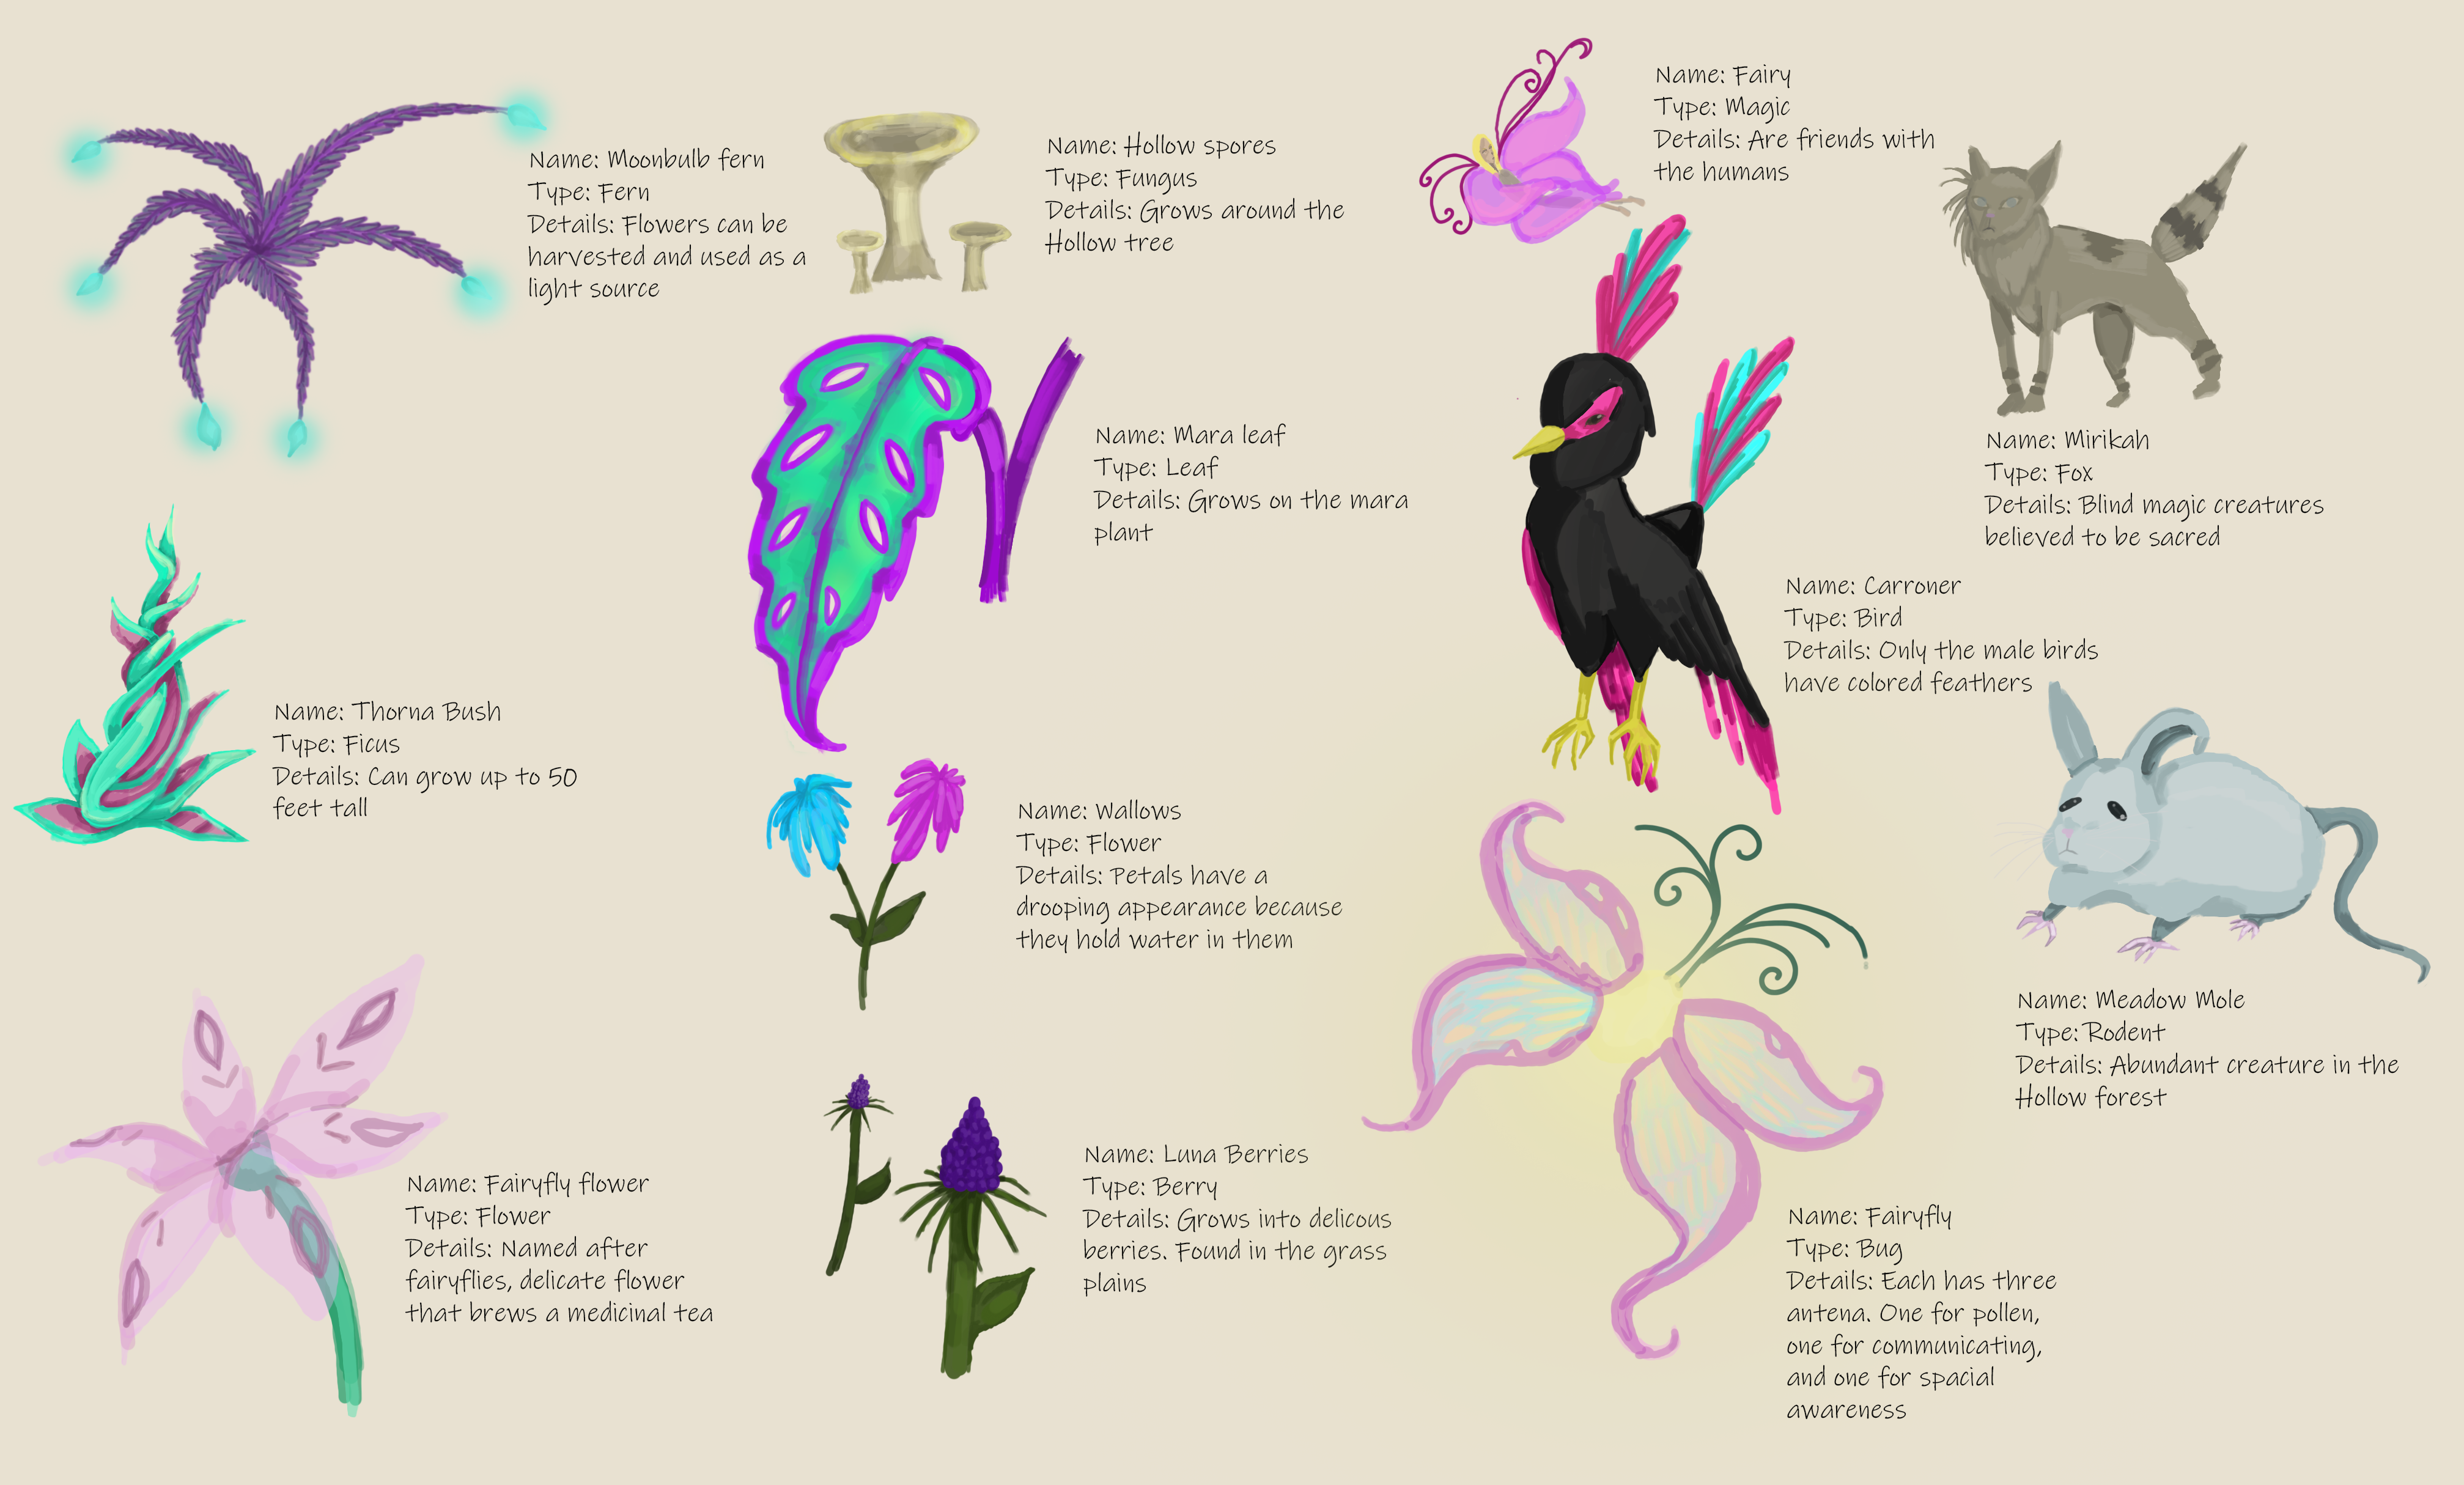 Name: Moonbulb fern
Type: Fern
Details: Flowers can be
harvested and used as a
light source
Name: Hollow spores
Type: Fungus
Details: Grows around the
Hollow tree
Name: Fairy
Type: Magic
Details: Are friends with
the humans
Name: Mirikah
Type: Fox
Details: Blind magic creatures
believed to be sacred
Name: Mara leaf
Type: Leaf
Details: Grows on the mara
plant
Name: Carroner
Type: Bird
Details: Only the male birds
have colored feathers
Name: Thorna Bush
Type: Ficus
Details: Can grow up to 50
feet tall
Name: Wallows
Type: Flower
Details: Petals have a
drooping appearance because
they hold water in them
Name: Meadow Mole
Type: Rodent
Details: Abundant creature in the
Hollow forest
Name: Fairyfly flower
Type: Flower
Details: Named after
fairyflies, delicate flower
that brews a medicinal tea
Name: Luna Berries
Type: Berry
Details: Grows into delicous
berries. Found in the grass
plains
Name: Fairyfly
Type: Bug
Details: Each has three
antena. One for pollen,
one for communicating,
and one for spacial
awareness